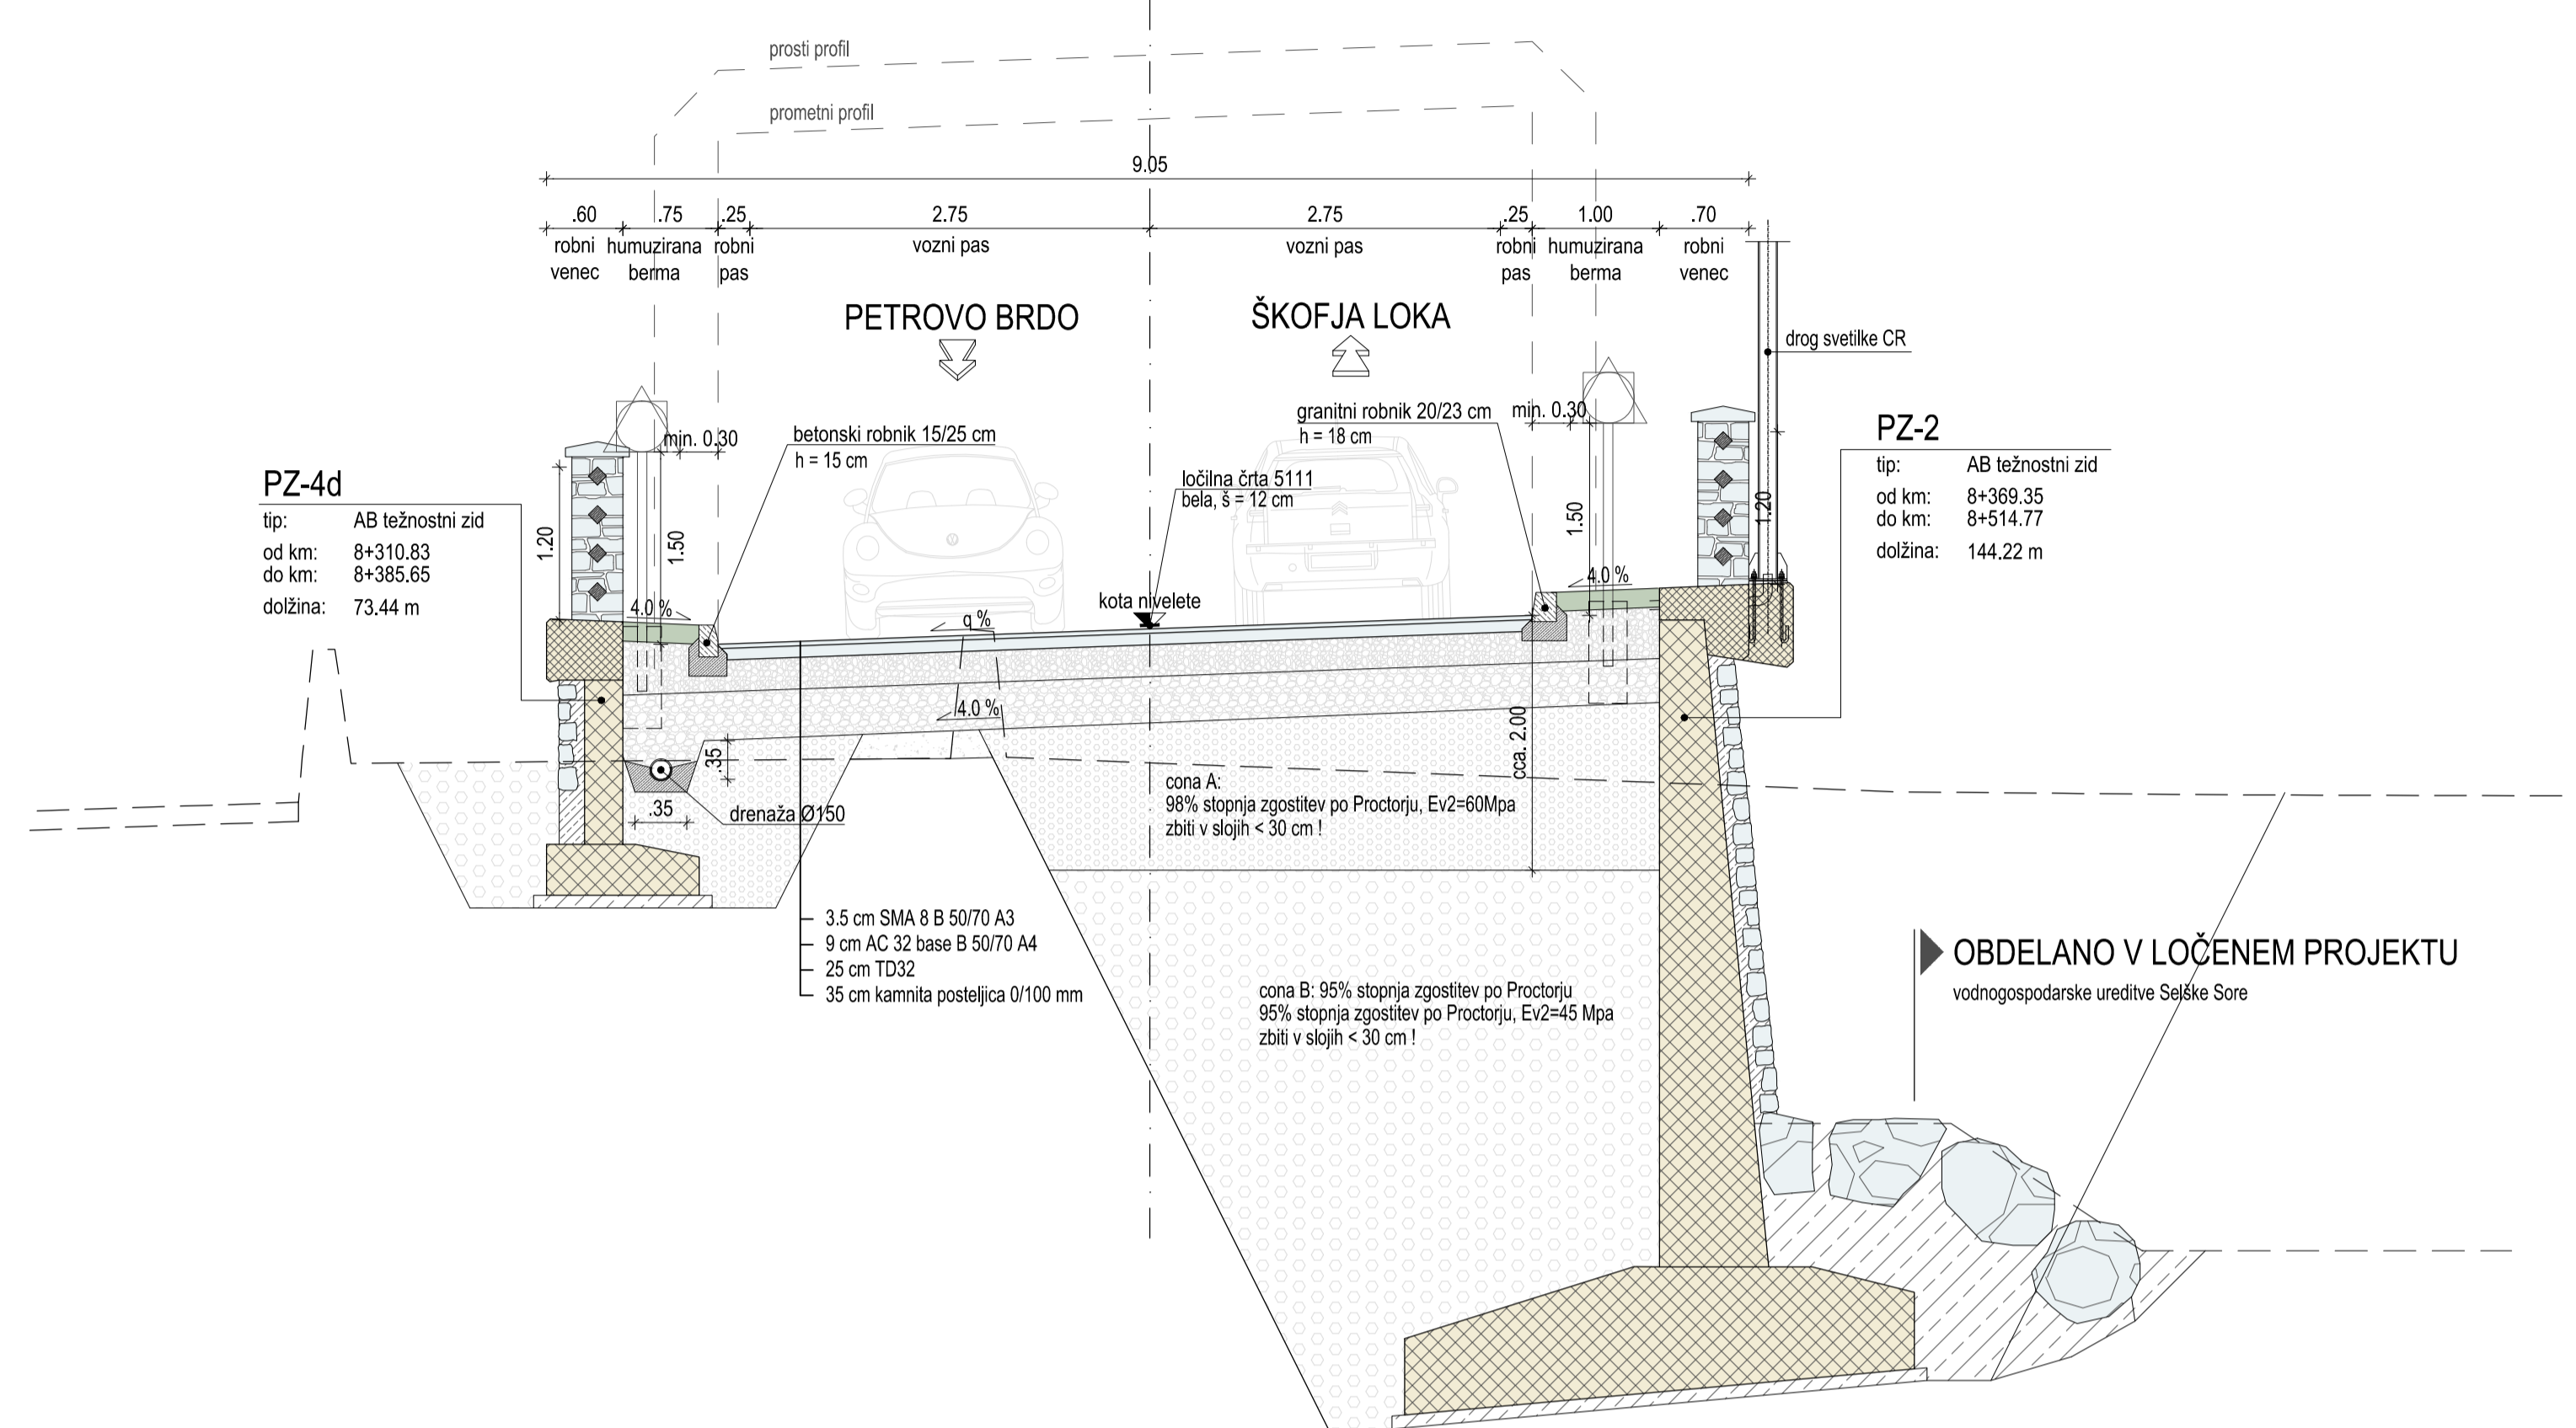 prosti profil
prometni profil
9.05
.60 .75 .25 2.75 2.75 .25 1.00 .70
robni venec
humuzirana berma
robni pas
vozni pas
vozni pas
robni pas
humuzirana berma
robni venec
PETROVO BRDO
ŠKOFJA LOKA
drog svetilke CR
min. 0.30
betonski robnik 15/25 cm
h = 15 cm
granitni robnik 20/23 cm
h = 18 cm
min. 0.30
ločilna črta 5111
bela, š = 12 cm
PZ-4d
tip: AB težnostni zid
od km: 8+310.83
do km: 8+385.65
dolžina: 73.44 m
PZ-2
tip: AB težnostni zid
od km: 8+369.35
do km: 8+514.77
dolžina: 144.22 m
1.20
1.50
1.50
1.20
4.0 %
q %
kota nivelete
4.0 %
4.0 %
.35
.35
drenaža Ø150
cca. 2.00
cona A:
98% stopnja zgostitev po Proctorju, Ev2=60Mpa
zbiti v slojih < 30 cm !
3.5 cm SMA 8 B 50/70 A3
9 cm AC 32 base B 50/70 A4
25 cm TD32
35 cm kamnita posteljica 0/100 mm
cona B: 95% stopnja zgostitev po Proctorju
95% stopnja zgostitev po Proctorju, Ev2=45 Mpa
zbiti v slojih < 30 cm !
OBDELANO V LOČENEM PROJEKTU
vodnogospodarske ureditve Selške Sore